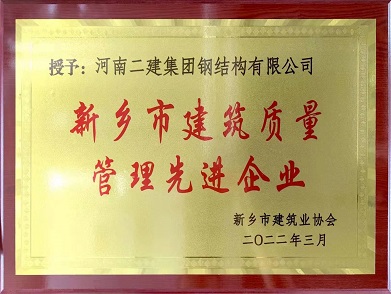 授予：河南二建集团钢结构有限公司
新乡市建筑质量
管理先进企业
新乡市建筑业协会
二〇二二年三月